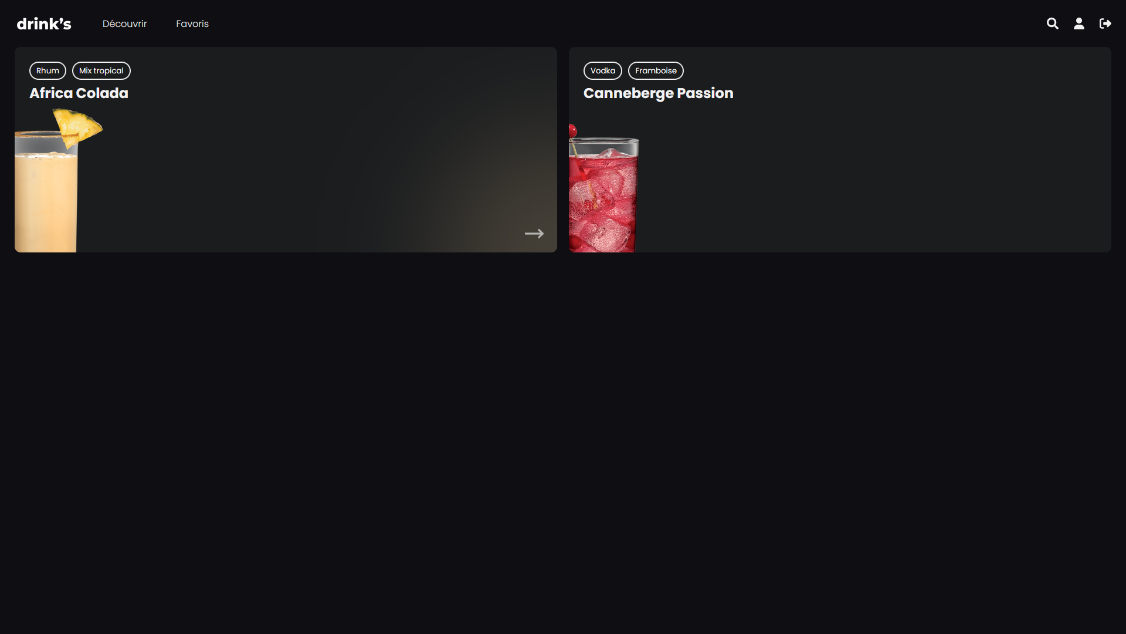 drink's Découvrir Favoris
Rhum Mix tropical
Africa Colada
Vodka Framboise
Canneberge Passion